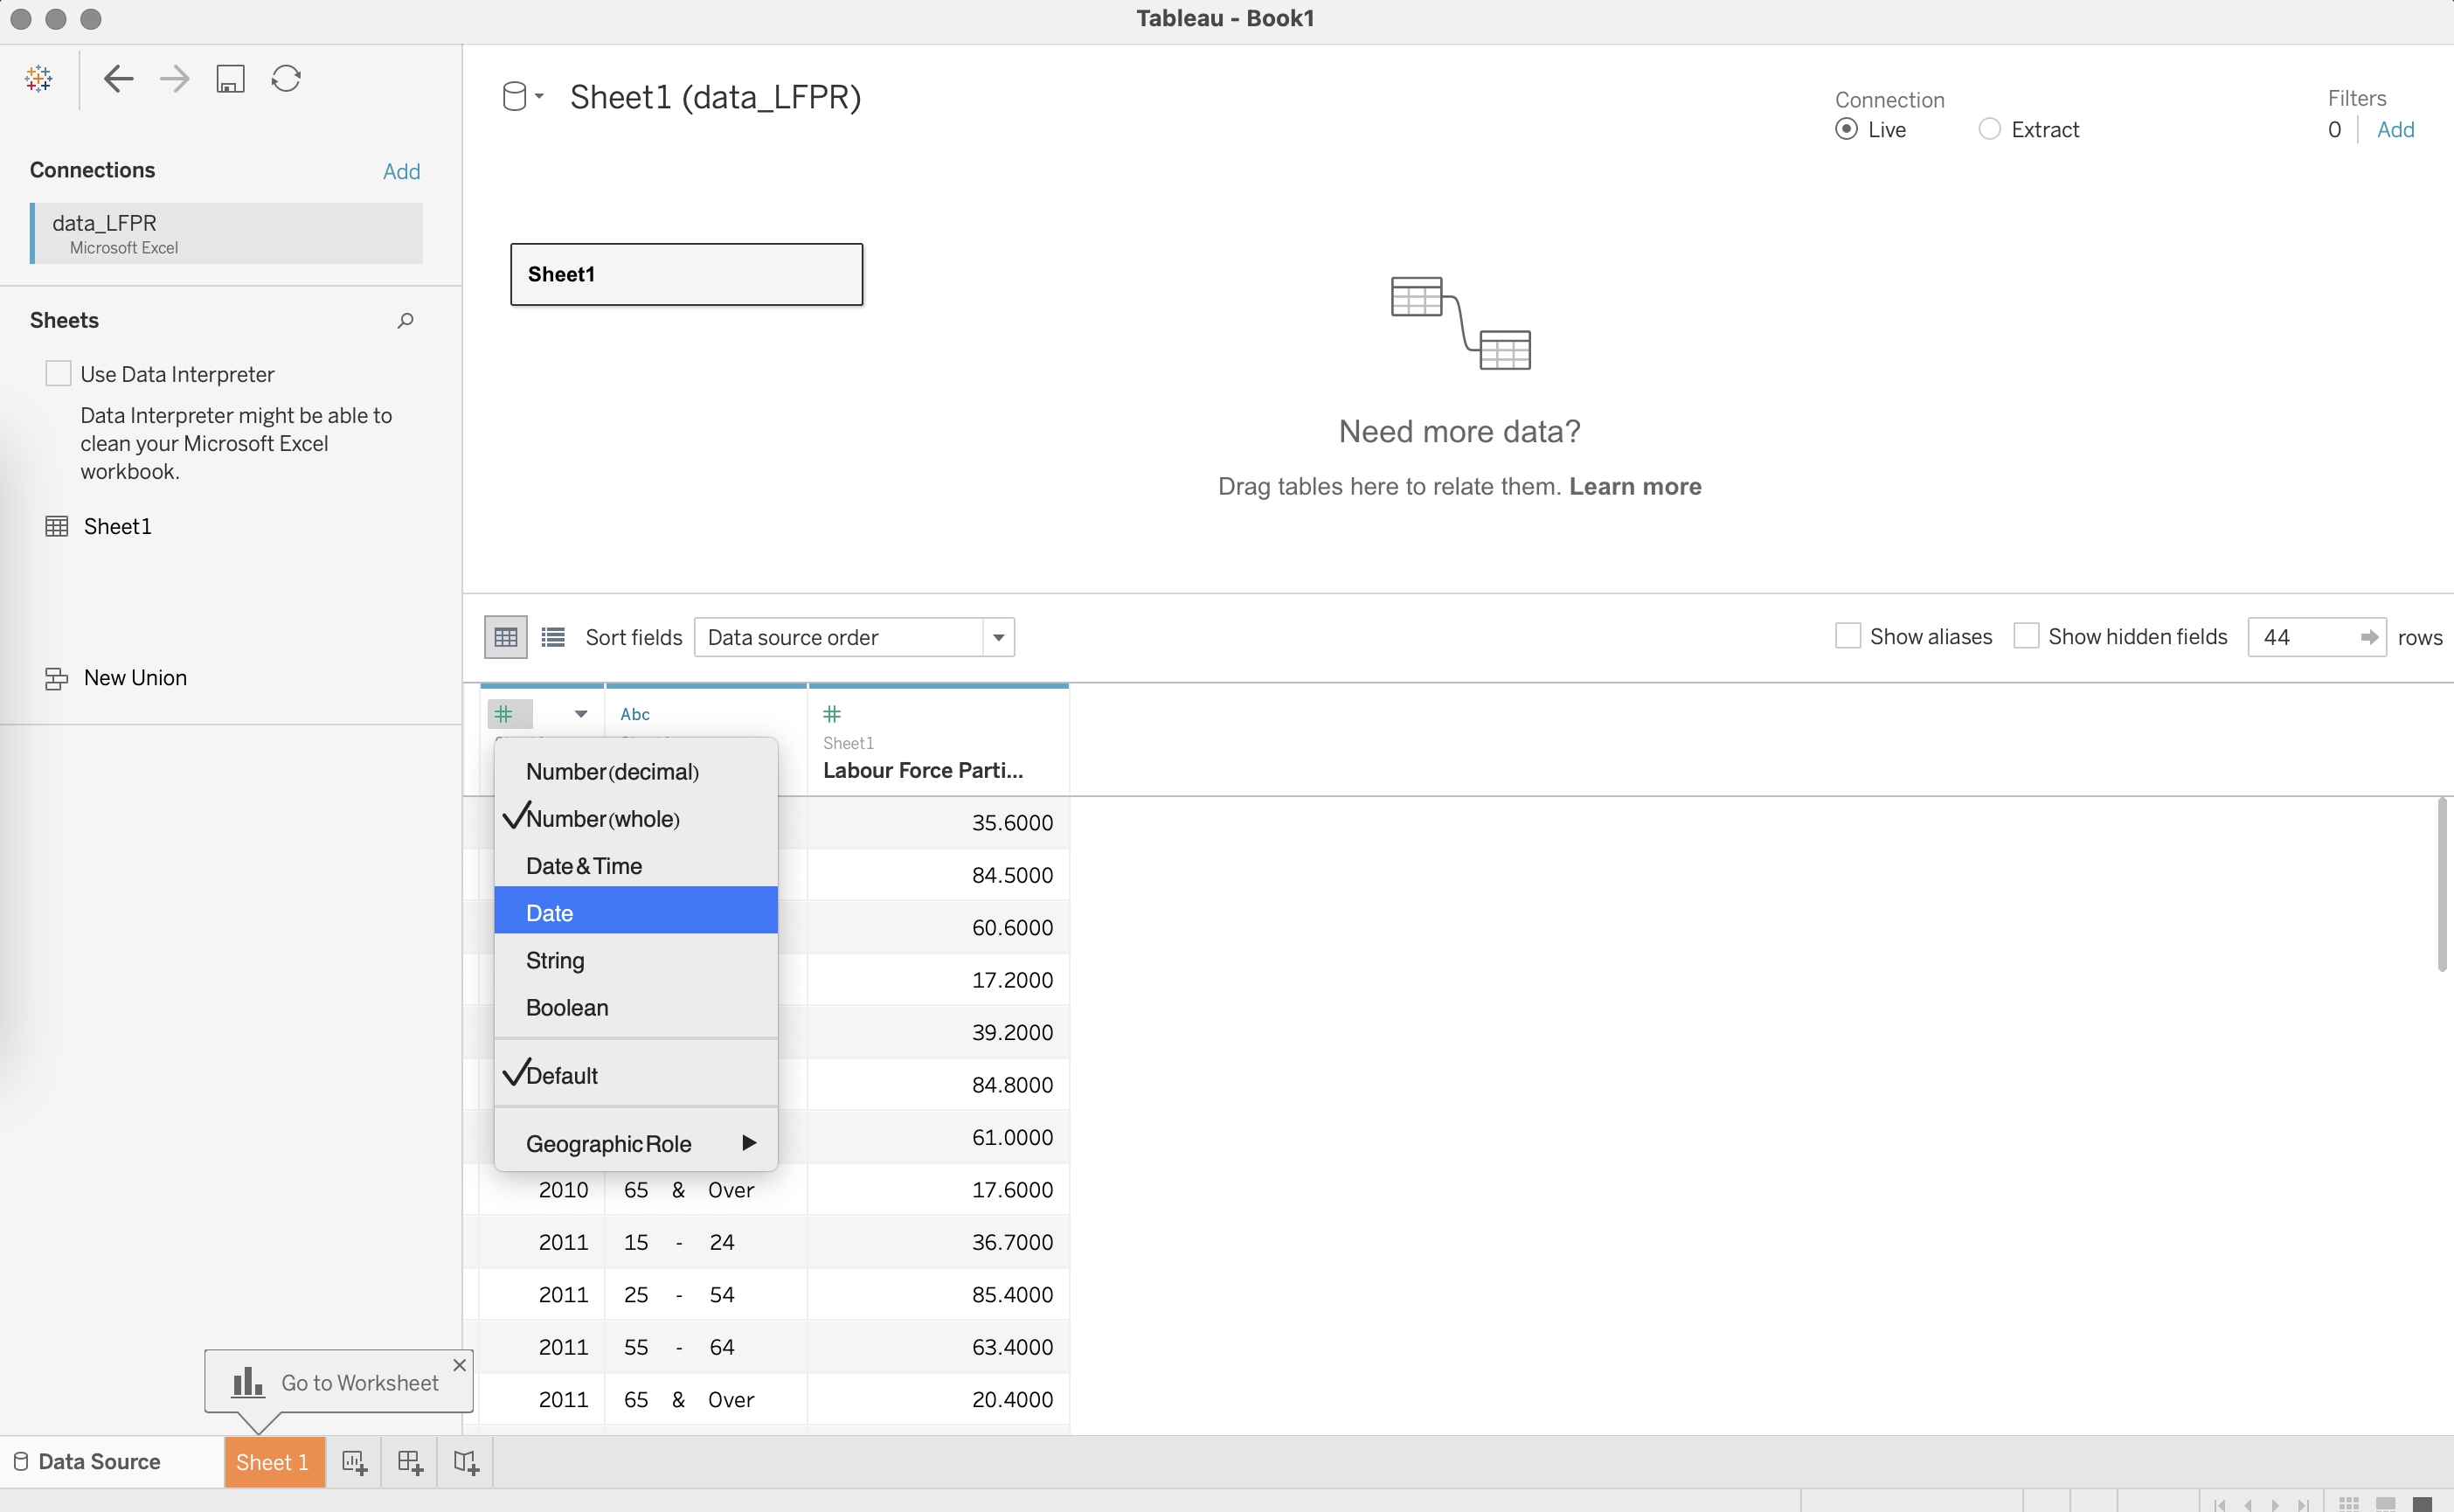 Tableau - Book1
Sheet1 (data_LFPR)
Connection
Live
Extract
Filters
0
Add
Connections
Add
data_LFPR
Microsoft Excel
Sheets
Use Data Interpreter
Data Interpreter might be able to
clean your Microsoft Excel
workbook.
Sheet1
New Union
Sheet1
Need more data?
Drag tables here to relate them. Learn more
Sort fields
Data source order
Show aliases
Show hidden fields
44
rows
Abc
Sheet1
Labour Force Parti...
Number (decimal)
Number (whole)
Date & Time
Date
String
Boolean
Default
Geographic Role
35.6000
84.5000
60.6000
17.2000
39.2000
84.8000
61.0000
2010 65 & Over 17.6000
2011 15 - 24 36.7000
2011 25 - 54 85.4000
2011 55 - 64 63.4000
2011 65 & Over 20.4000
Go to Worksheet
Data Source
Sheet 1